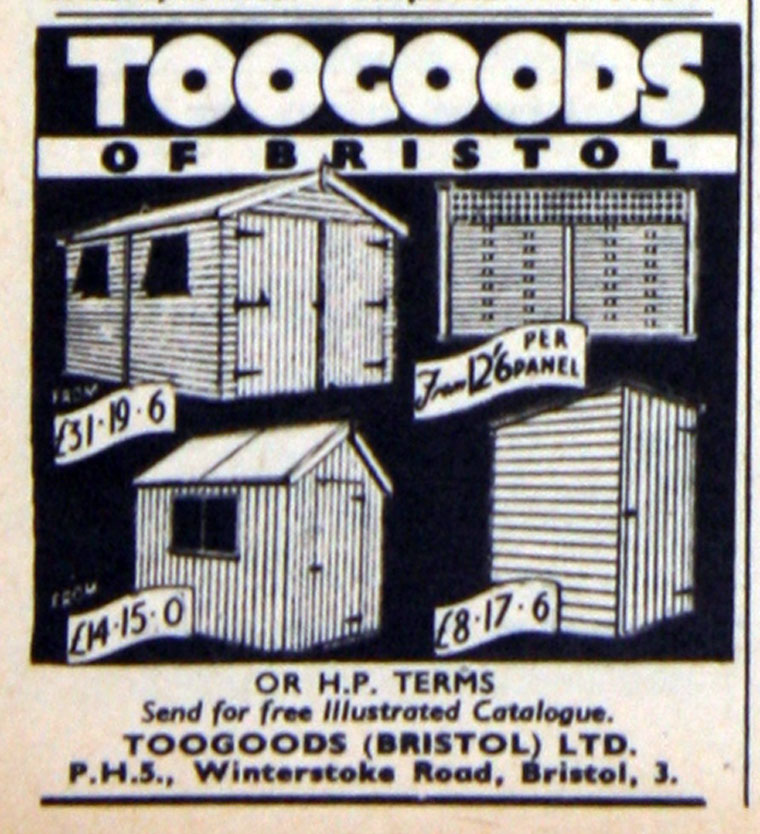 TOOGOODS
OF BRISTOL
FROM
£31·19·6
From 12/6 PER PANEL
FROM
£14·15·0
£8·17·6
OR H.P. TERMS
Send for free Illustrated Catalogue.
TOOGOODS (BRISTOL) LTD.
P.H.5., Winterstoke Road, Bristol, 3.